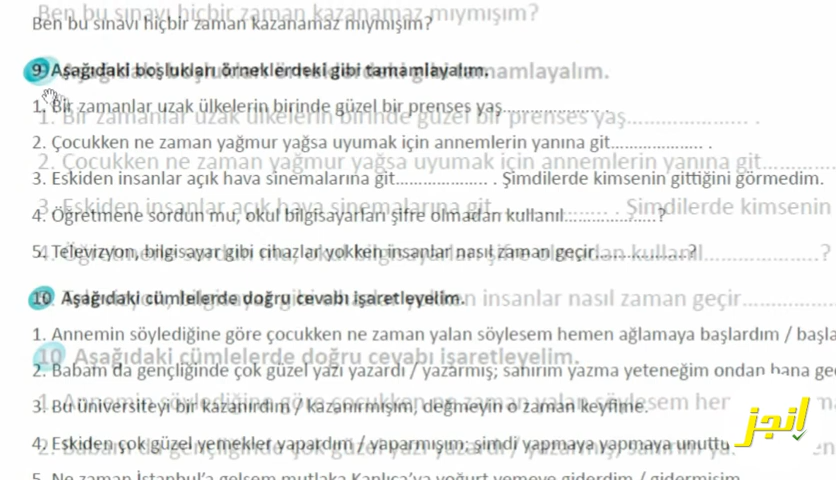 Ben bu sınavı hiçbir zaman kazanamaz mıymışım?
9 Aşağıdaki boşlukları örneklerdeki gibi tamamlayalım.
1. Bir zamanlar uzak ülkelerin birinde güzel bir prenses yaş.................... .
2. Çocukken ne zaman yağmur yağsa uyumak için annemlerin yanına git.................... .
3. Eskiden insanlar açık hava sinemalarına git.................... . Şimdilerde kimsenin gittiğini görmedim.
4. Öğretmene sordun mu, okul bilgisayarları şifre olmadan kullanıl....................?
5. Televizyon, bilgisayar gibi cihazlar yokken insanlar nasıl zaman geçir....................?
10 Aşağıdaki cümlelerde doğru cevabı işaretleyelim.
1. Annemin söylediğine göre çocukken ne zaman yalan söylesem hemen ağlamaya başlardım / başla
2. Babam da gençliğinde çok güzel yazı yazardı / yazarmış; sanırım yazma yeteneğim ondan bana geç
3. Bu üniversiteyi bir kazanırdım / kazanırmışım, değmeyin o zaman keyfime.
4. Eskiden çok güzel yemekler yapardım / yaparmışım; şimdi yapmaya yapmaya unuttu
5. Ne zaman İstanbul'a gelsem mutlaka Kanlıca'ya yoğurt yemeye giderdim / gidermişim.
انجز